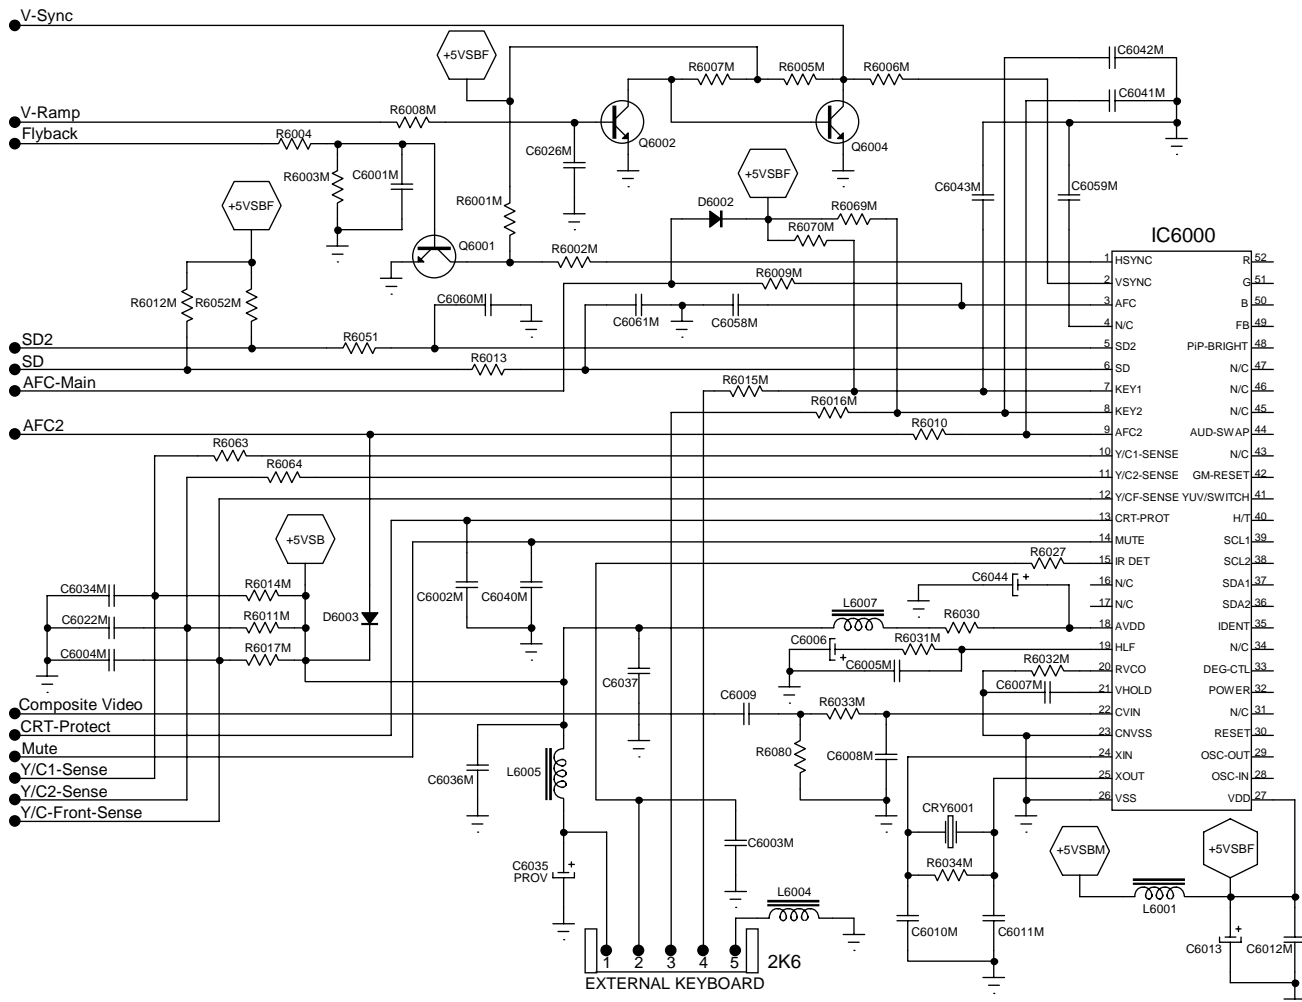 V-Sync
+5VSBF
C6042M
R6007M
R6005M
R6006M
C6041M
V-Ramp
R6008M
Flyback
R6004
Q6002
Q6004
C6026M
R6003M
C6001M
+5VSBF
C6043M
C6059M
+5VSBF
D6002
R6069M
R6001M
R6070M
Q6001
R6002M
IC6000
R6009M
R6012M
R6052M
C6060M
C6061M
C6058M
SD2
R6051
SD
R6013
AFC-Main
R6015M
R6016M
AFC2
R6010
R6063
R6064
1 HSYNC R 52
2 VSYNC G 51
3 AFC B 50
4 N/C FB 49
5 SD2 PiP-BRIGHT 48
6 SD N/C 47
7 KEY1 N/C 46
8 KEY2 N/C 45
9 AFC2 AUD-SWAP 44
10 Y/C1-SENSE N/C 43
11 Y/C2-SENSE GM-RESET 42
12 Y/CF-SENSE YUV/SWITCH 41
13 CRT-PROT H/T 40
14 MUTE SCL1 39
15 IR DET SCL2 38
16 N/C SDA1 37
17 N/C SDA2 36
18 AVDD IDENT 35
19 HLF N/C 34
20 RVCO DEG-CTL 33
21 VHOLD POWER 32
22 CVIN N/C 31
23 CNVSS RESET 30
24 XIN OSC-OUT 29
25 XOUT OSC-IN 28
26 VSS VDD 27
+5VSB
R6027
C6034M
R6014M
C6002M
C6040M
C6044
C6022M
R6011M
D6003
L6007
R6030
C6004M
R6017M
C6006
R6031M
C6005M
R6032M
C6037
C6007M
Composite Video
C6009
R6033M
CRT-Protect
Mute
R6080
C6008M
Y/C1-Sense
C6036M
L6005
Y/C2-Sense
Y/C-Front-Sense
CRY6001
C6003M
+5VSBM
+5VSBF
C6035
PROV
R6034M
L6004
L6001
C6010M
C6011M
C6013
C6012M
1 2 3 4 5 2K6
EXTERNAL KEYBOARD